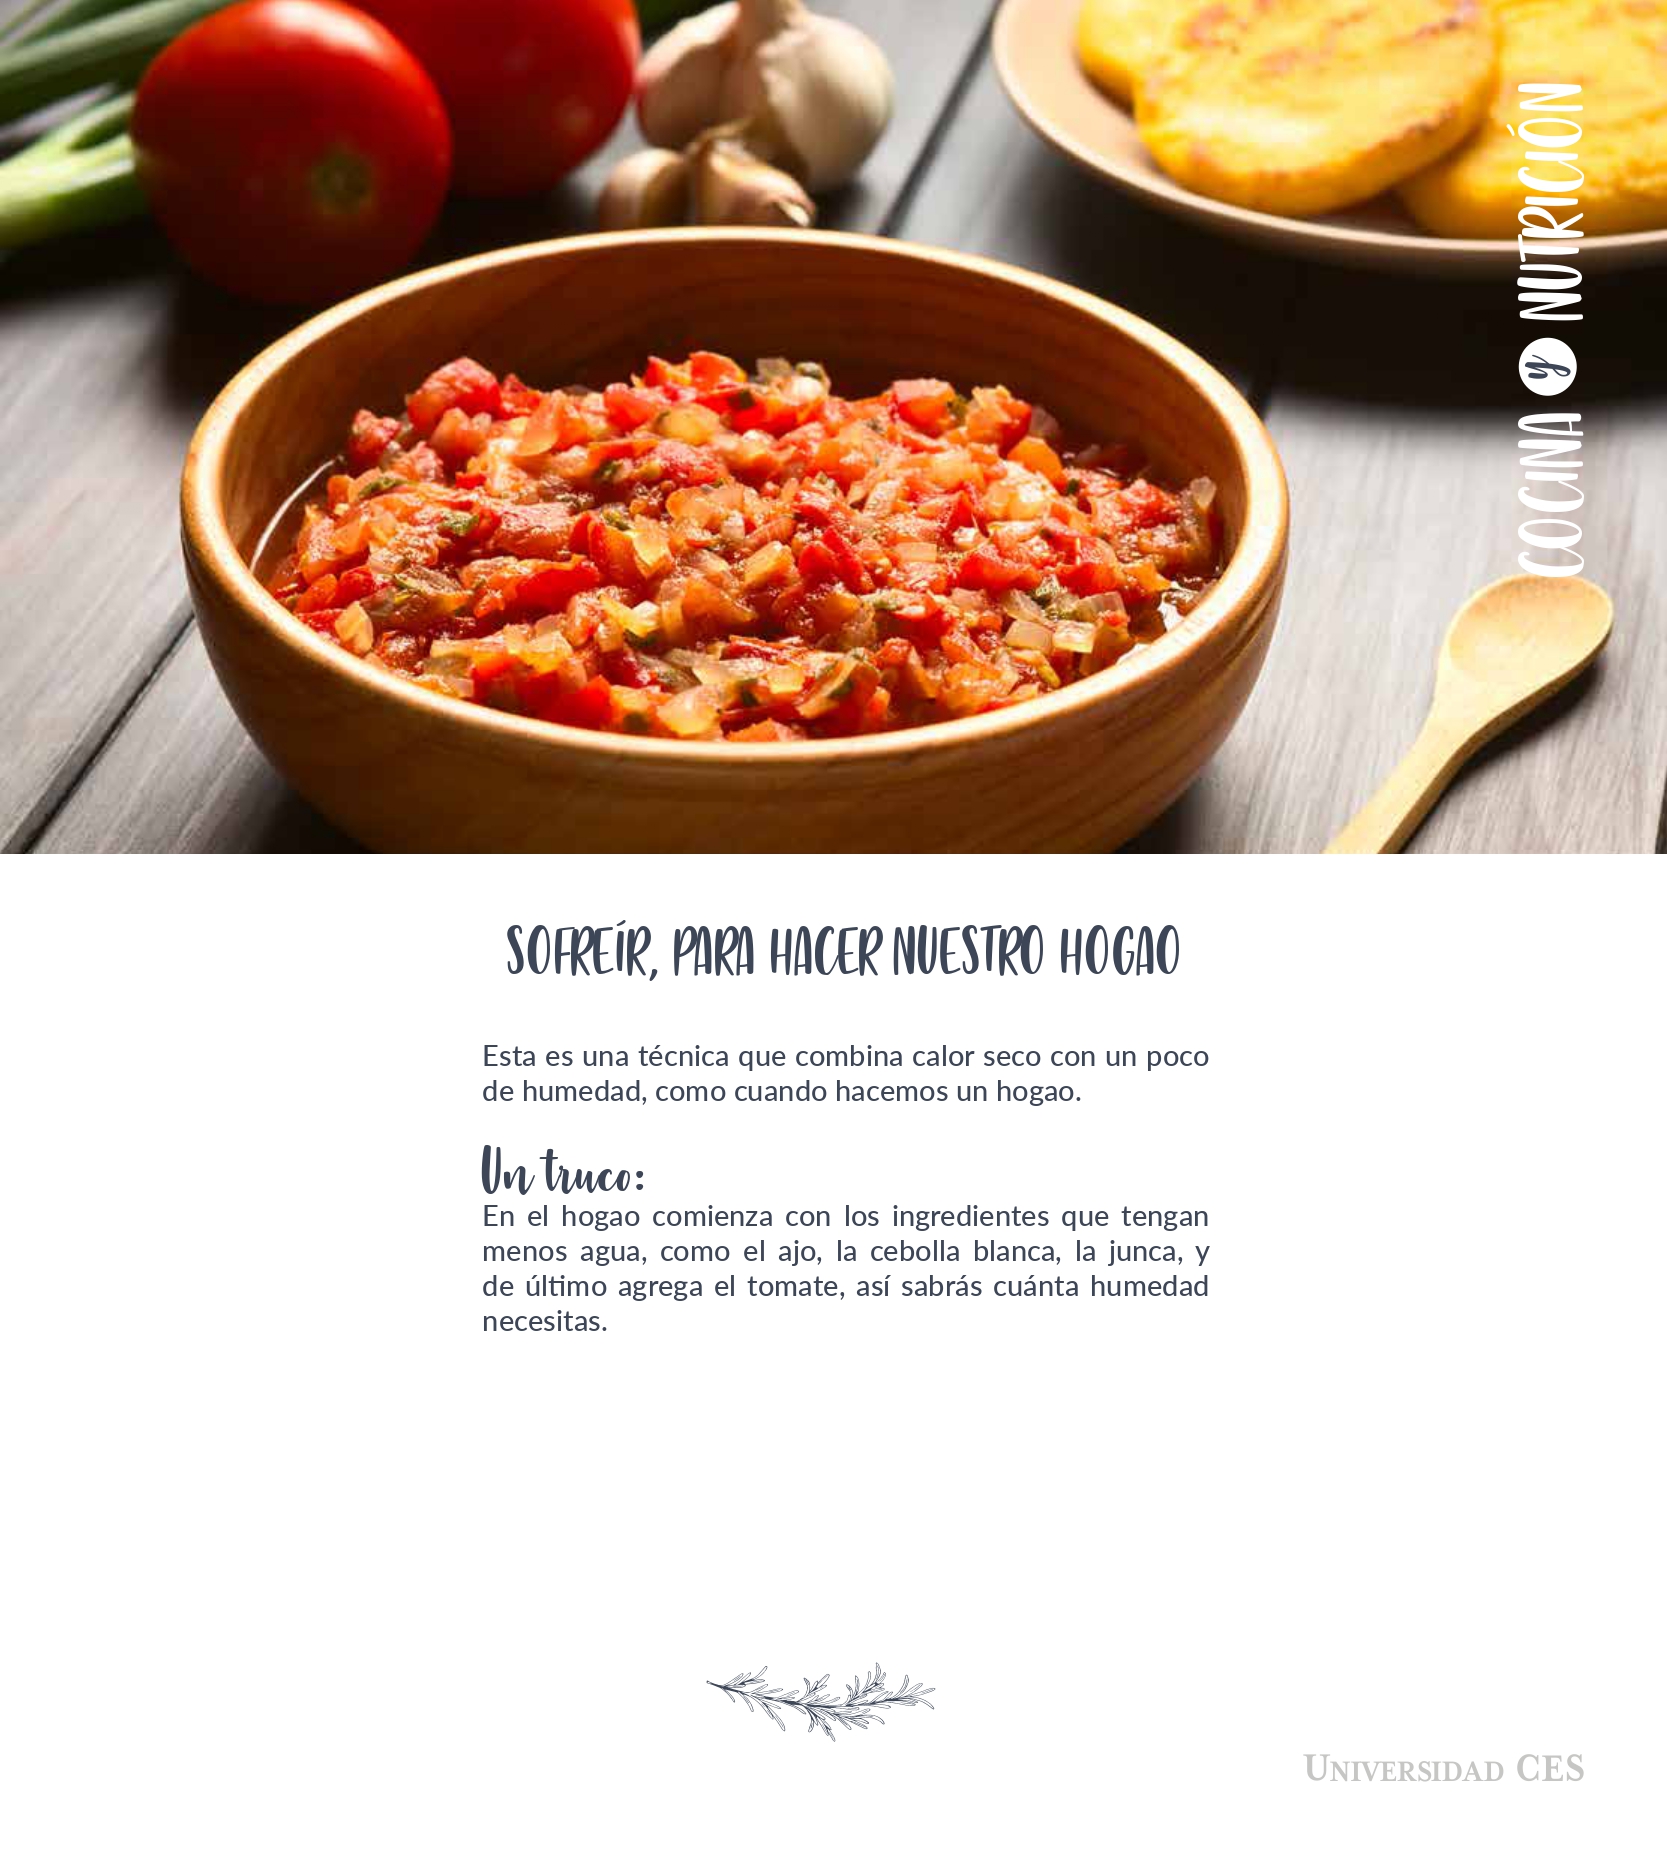 COCINA y NUTRICIÓN
SOFREÍR, PARA HACER NUESTRO HOGAO
Esta es una técnica que combina calor seco con un poco
de humedad, como cuando hacemos un hogao.
Un truco:
En el hogao comienza con los ingredientes que tengan
menos agua, como el ajo, la cebolla blanca, la junca, y
de último agrega el tomate, así sabrás cuánta humedad
necesitas.
UNIVERSIDAD CES